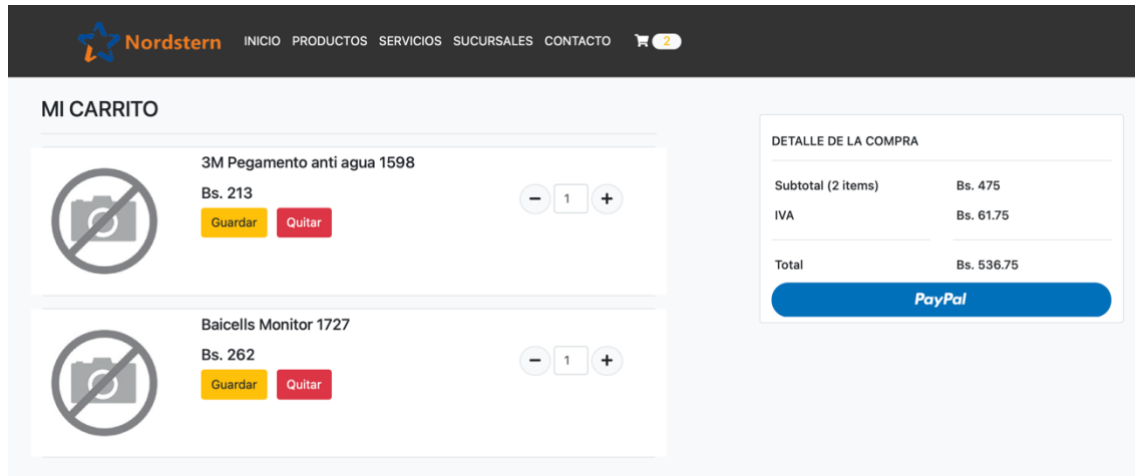 Nordstern INICIO PRODUCTOS SERVICIOS SUCURSALES CONTACTO 2
MI CARRITO
3M Pegamento anti agua 1598
Bs. 213
Guardar Quitar
− 1 +
Baicells Monitor 1727
Bs. 262
Guardar Quitar
− 1 +
DETALLE DE LA COMPRA
Subtotal (2 items) Bs. 475
IVA Bs. 61.75
Total Bs. 536.75
PayPal